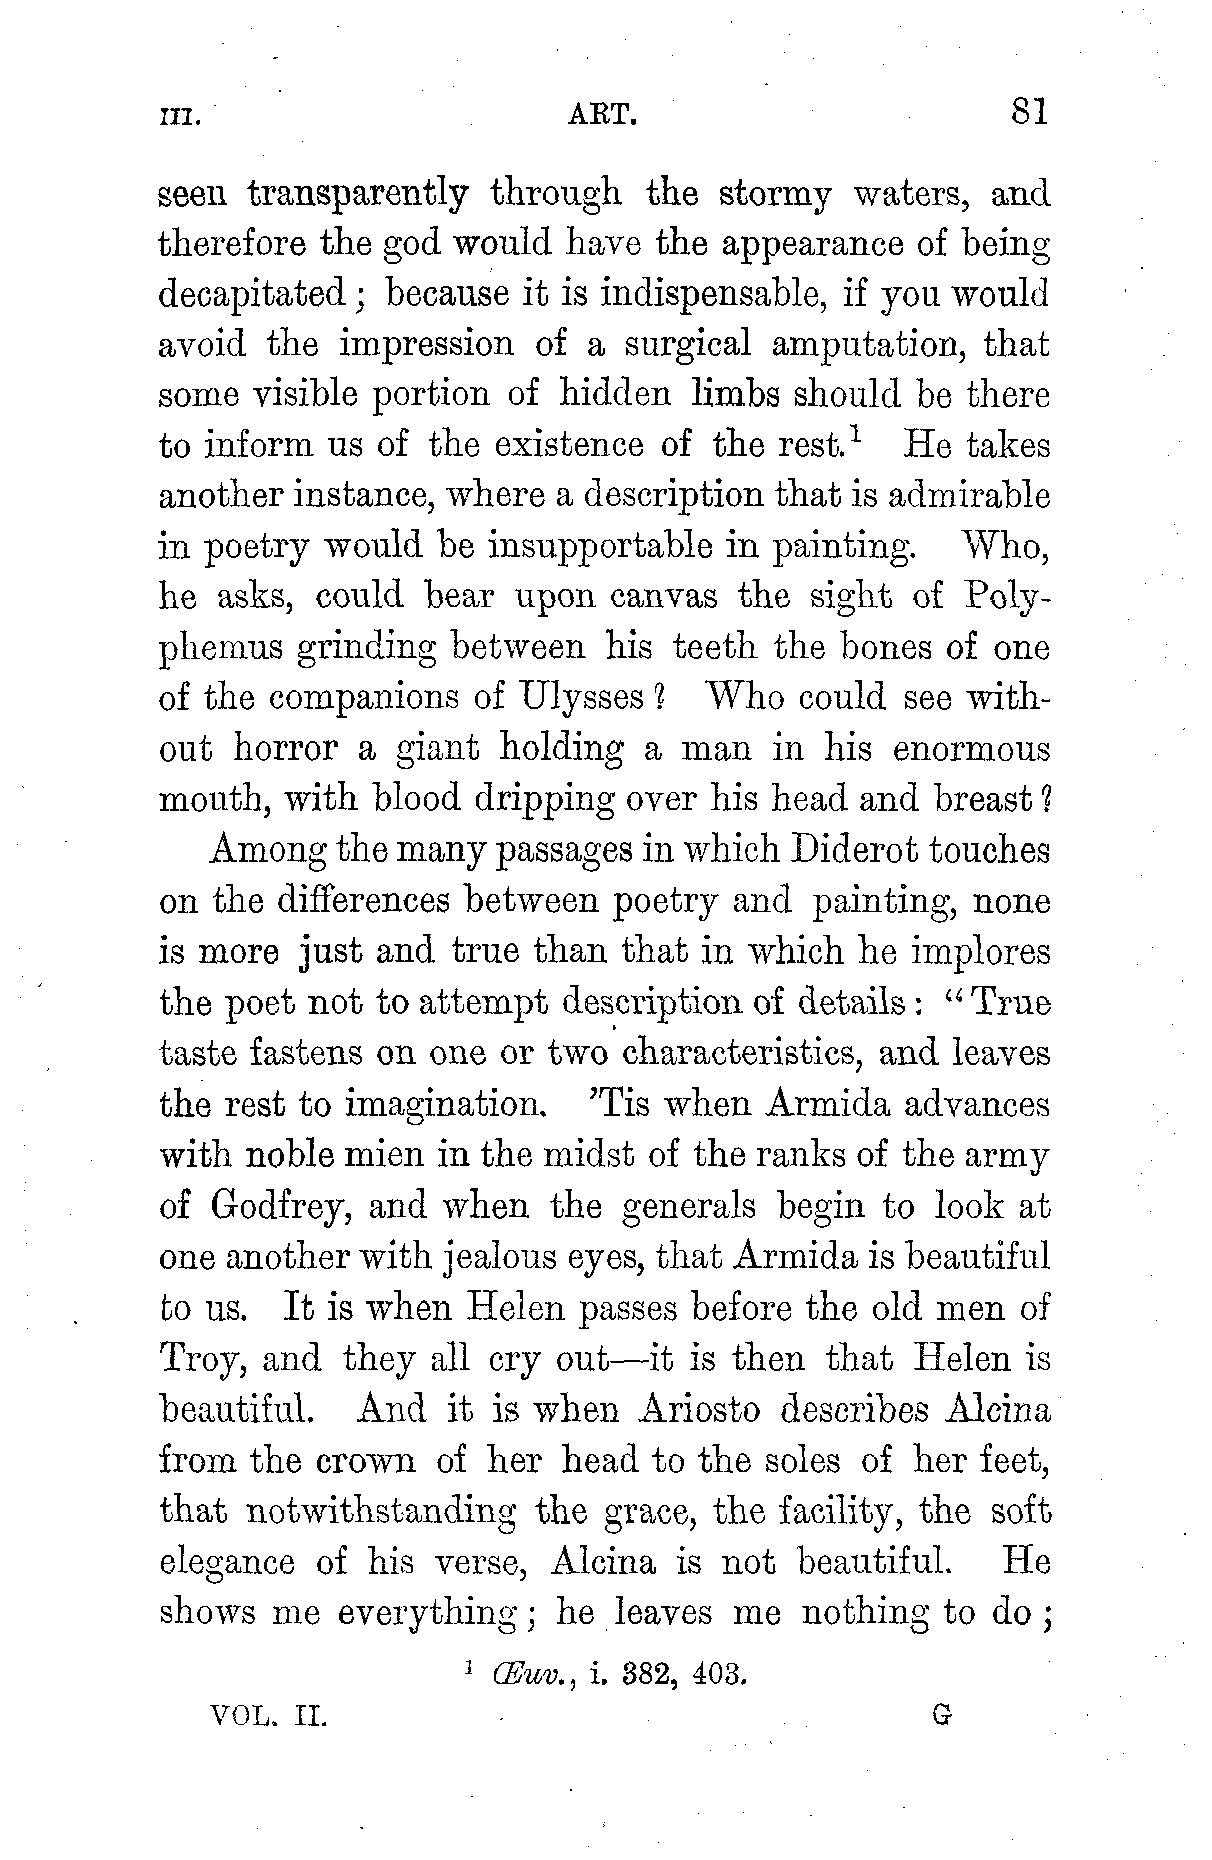 III. ART. 81
seen transparently through the stormy waters, and
therefore the god would have the appearance of being
decapitated ; because it is indispensable, if you would
avoid the impression of a surgical amputation, that
some visible portion of hidden limbs should be there
to inform us of the existence of the rest.¹ He takes
another instance, where a description that is admirable
in poetry would be insupportable in painting. Who,
he asks, could bear upon canvas the sight of Poly-
phemus grinding between his teeth the bones of one
of the companions of Ulysses ? Who could see with-
out horror a giant holding a man in his enormous
mouth, with blood dripping over his head and breast ?
Among the many passages in which Diderot touches
on the differences between poetry and painting, none
is more just and true than that in which he implores
the poet not to attempt description of details : “ True
taste fastens on one or two characteristics, and leaves
the rest to imagination. ’Tis when Armida advances
with noble mien in the midst of the ranks of the army
of Godfrey, and when the generals begin to look at
one another with jealous eyes, that Armida is beautiful
to us. It is when Helen passes before the old men of
Troy, and they all cry out—it is then that Helen is
beautiful. And it is when Ariosto describes Alcina
from the crown of her head to the soles of her feet,
that notwithstanding the grace, the facility, the soft
elegance of his verse, Alcina is not beautiful. He
shows me everything ; he leaves me nothing to do ;
¹ Œuv., i. 382, 403.
VOL. II. G